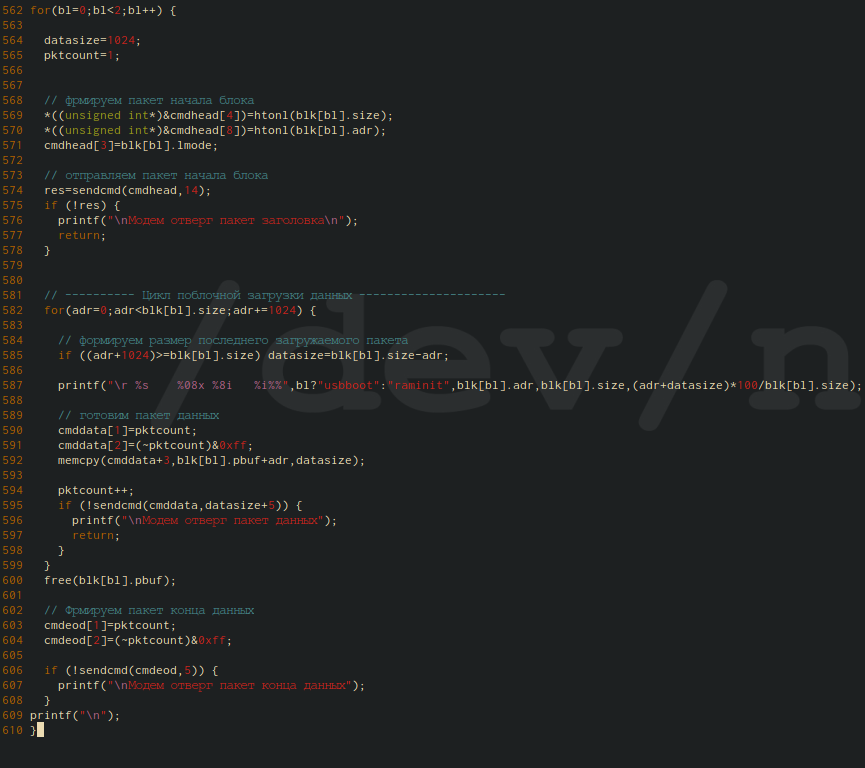 562 for(bl=0;bl<2;bl++) {
563
564   datasize=1024;
565   pktcount=1;
566
567
568   // фрмируем пакет начала блока
569   *((unsigned int*)&cmdhead[4])=htonl(blk[bl].size);
570   *((unsigned int*)&cmdhead[8])=htonl(blk[bl].adr);
571   cmdhead[3]=blk[bl].lmode;
572
573   // отправляем пакет начала блока
574   res=sendcmd(cmdhead,14);
575   if (!res) {
576     printf("\nМодем отверг пакет заголовка\n");
577     return;
578   }
579
580
581   // ---------- Цикл поблочной загрузки данных ---------------------
582   for(adr=0;adr<blk[bl].size;adr+=1024) {
583
584     // формируем размер последнего загружаемого пакета
585     if ((adr+1024)>=blk[bl].size) datasize=blk[bl].size-adr;
586
587     printf("\r %s    %08x %8i   %i%%",bl?"usbboot":"raminit",blk[bl].adr,blk[bl].size,(adr+datasize)*100/blk[bl].size);
588
589     // готовим пакет данных
590     cmddata[1]=pktcount;
591     cmddata[2]=(~pktcount)&0xff;
592     memcpy(cmddata+3,blk[bl].pbuf+adr,datasize);
593
594     pktcount++;
595     if (!sendcmd(cmddata,datasize+5)) {
596       printf("\nМодем отверг пакет данных");
597       return;
598     }
599   }
600   free(blk[bl].pbuf);
601
602   // Фрмируем пакет конца данных
603   cmdeod[1]=pktcount;
604   cmdeod[2]=(~pktcount)&0xff;
605
606   if (!sendcmd(cmdeod,5)) {
607     printf("\nМодем отверг пакет конца данных");
608   }
609 printf("\n");
610 }
/dev/n